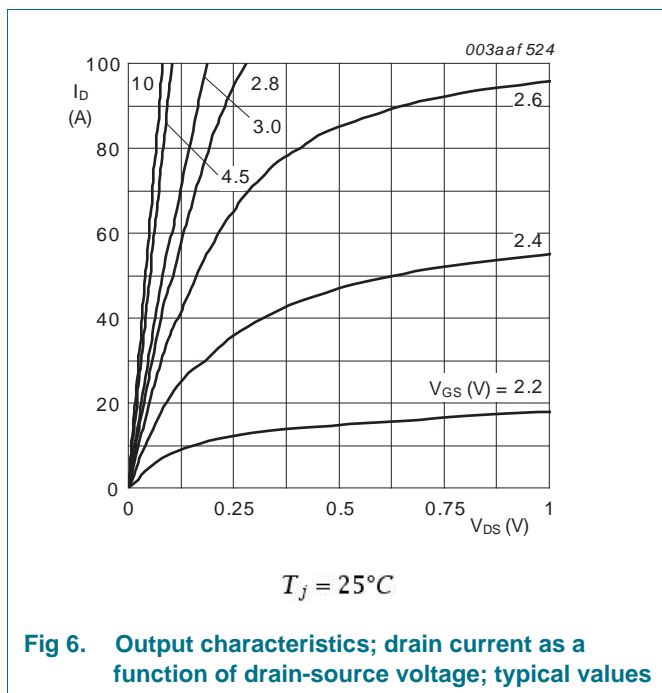 003aaf 524
100
I_D
(A)
10
2.8
2.6
3.0
80
4.5
60
2.4
40
V_GS (V) = 2.2
20
0
0
0.25
0.5
0.75
1
V_DS (V)
T_j = 25°C
Fig 6. Output characteristics; drain current as a
function of drain-source voltage; typical values